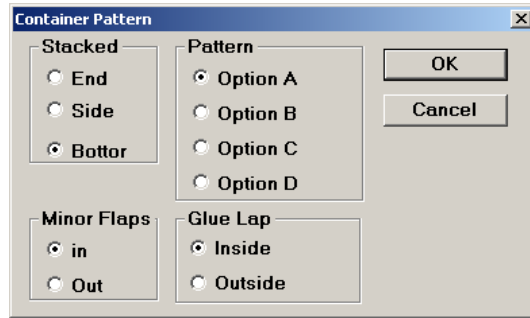 Container Pattern
Stacked
End
Side
Bottor
Pattern
Option A
Option B
Option C
Option D
OK
Cancel
Minor Flaps
in
Out
Glue Lap
Inside
Outside